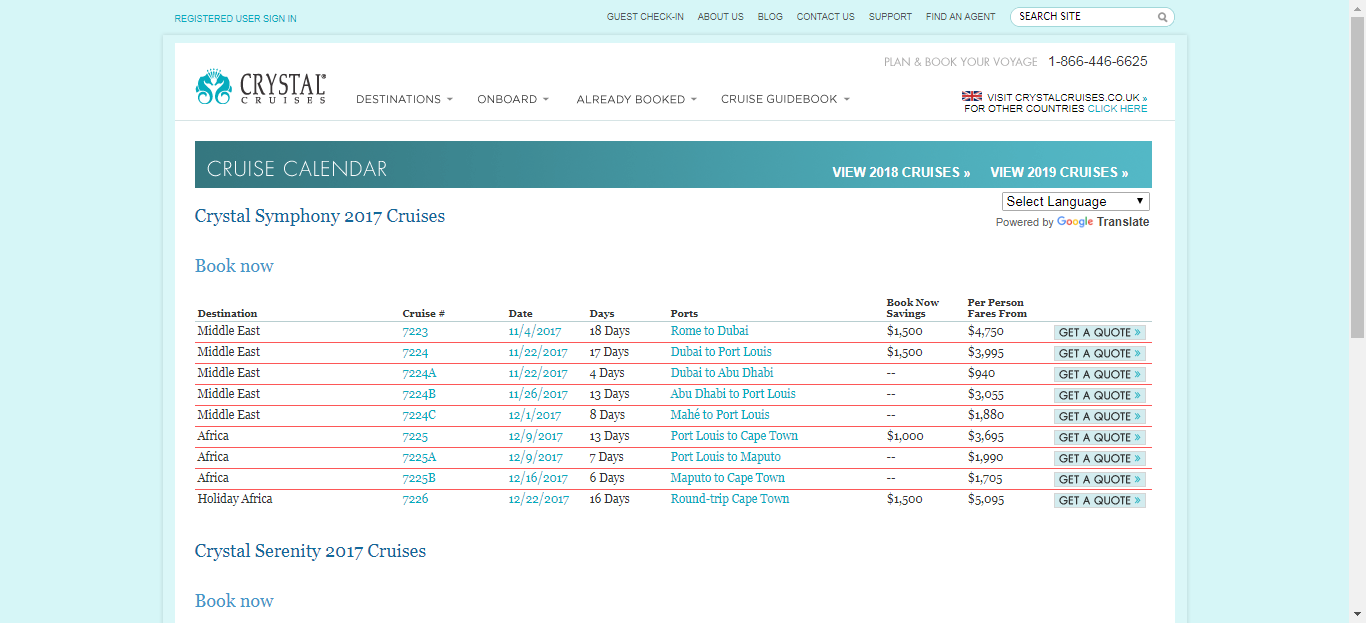 REGISTERED USER SIGN IN
GUEST CHECK-IN ABOUT US BLOG CONTACT US SUPPORT FIND AN AGENT SEARCH SITE
PLAN & BOOK YOUR VOYAGE 1-866-446-6625
CRYSTAL®
CRUISES
DESTINATIONS ONBOARD ALREADY BOOKED CRUISE GUIDEBOOK
VISIT CRYSTALCRUISES.CO.UK »
FOR OTHER COUNTRIES CLICK HERE
CRUISE CALENDAR VIEW 2018 CRUISES » VIEW 2019 CRUISES »
Select Language
Powered by Google Translate
Crystal Symphony 2017 Cruises
Book now
Destination Cruise # Date Days Ports Book Now Savings Per Person Fares From
Middle East 7223 11/4/2017 18 Days Rome to Dubai $1,500 $4,750 GET A QUOTE »
Middle East 7224 11/22/2017 17 Days Dubai to Port Louis $1,500 $3,995 GET A QUOTE »
Middle East 7224A 11/22/2017 4 Days Dubai to Abu Dhabi -- $940 GET A QUOTE »
Middle East 7224B 11/26/2017 13 Days Abu Dhabi to Port Louis -- $3,055 GET A QUOTE »
Middle East 7224C 12/1/2017 8 Days Mahé to Port Louis -- $1,880 GET A QUOTE »
Africa 7225 12/9/2017 13 Days Port Louis to Cape Town $1,000 $3,695 GET A QUOTE »
Africa 7225A 12/9/2017 7 Days Port Louis to Maputo -- $1,990 GET A QUOTE »
Africa 7225B 12/16/2017 6 Days Maputo to Cape Town -- $1,705 GET A QUOTE »
Holiday Africa 7226 12/22/2017 16 Days Round-trip Cape Town $1,500 $5,095 GET A QUOTE »
Crystal Serenity 2017 Cruises
Book now